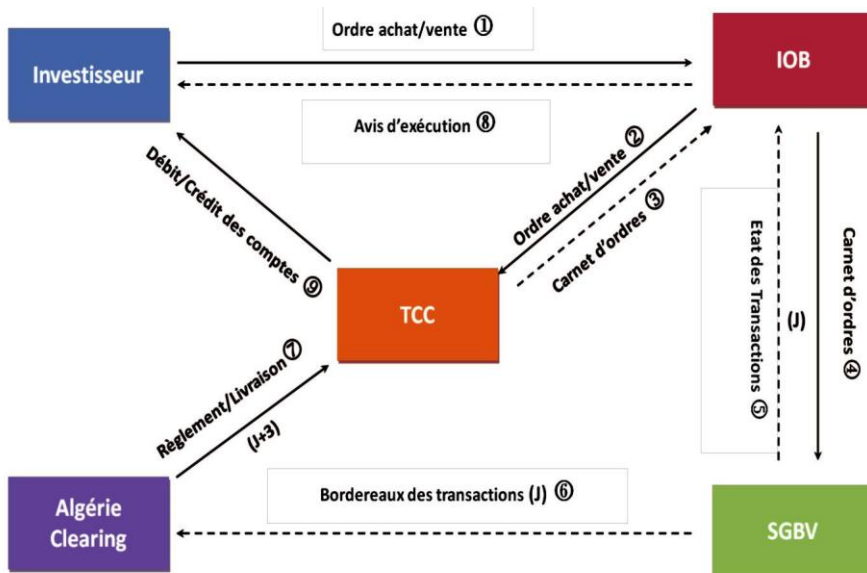 Ordre achat/vente ①
Investisseur
IOB
Avis d'exécution ⑧
Débit/Crédit des comptes ⑨
Ordre achat/vente ②
Carnet d'ordres ③
TCC
Etat des Transactions ⑤
(J)
Carnet d'ordres ④
Règlement/Livraison ⑦
(J+3)
Algérie
Clearing
Bordereaux des transactions (J) ⑥
SGBV